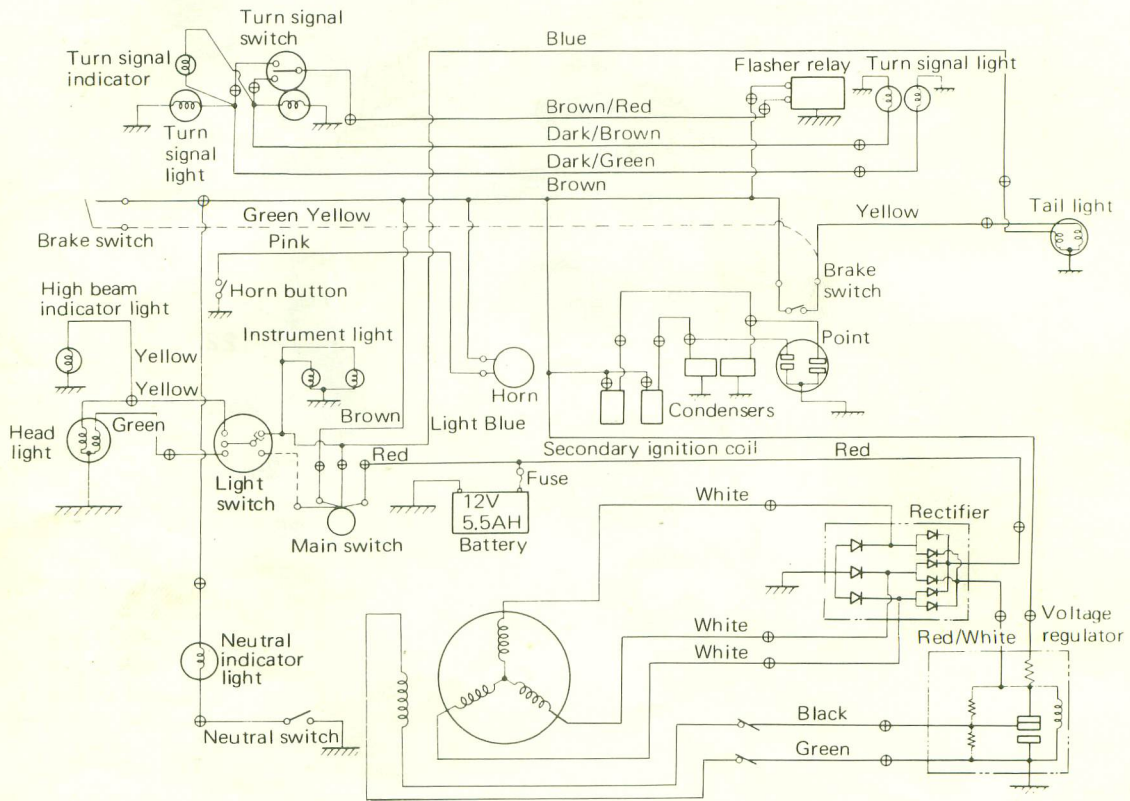 Turn signal
switch
Turn signal
indicator
Turn
signal
light
Blue
Flasher relay
Turn signal light
Brown/Red
Dark/Brown
Dark/Green
Brown
Brake switch
Green Yellow
Yellow
Tail light
Pink
Brake
switch
High beam
indicator light
Horn button
Instrument light
Point
Yellow
Yellow
Horn
Condensers
Green
Head
light
Brown
Light Blue
Light
switch
Red
Secondary ignition coil
Red
Fuse
12V
5.5AH
Battery
Main switch
White
Rectifier
Neutral
indicator
light
White
White
Red/White
Voltage
regulator
Neutral switch
Black
Green